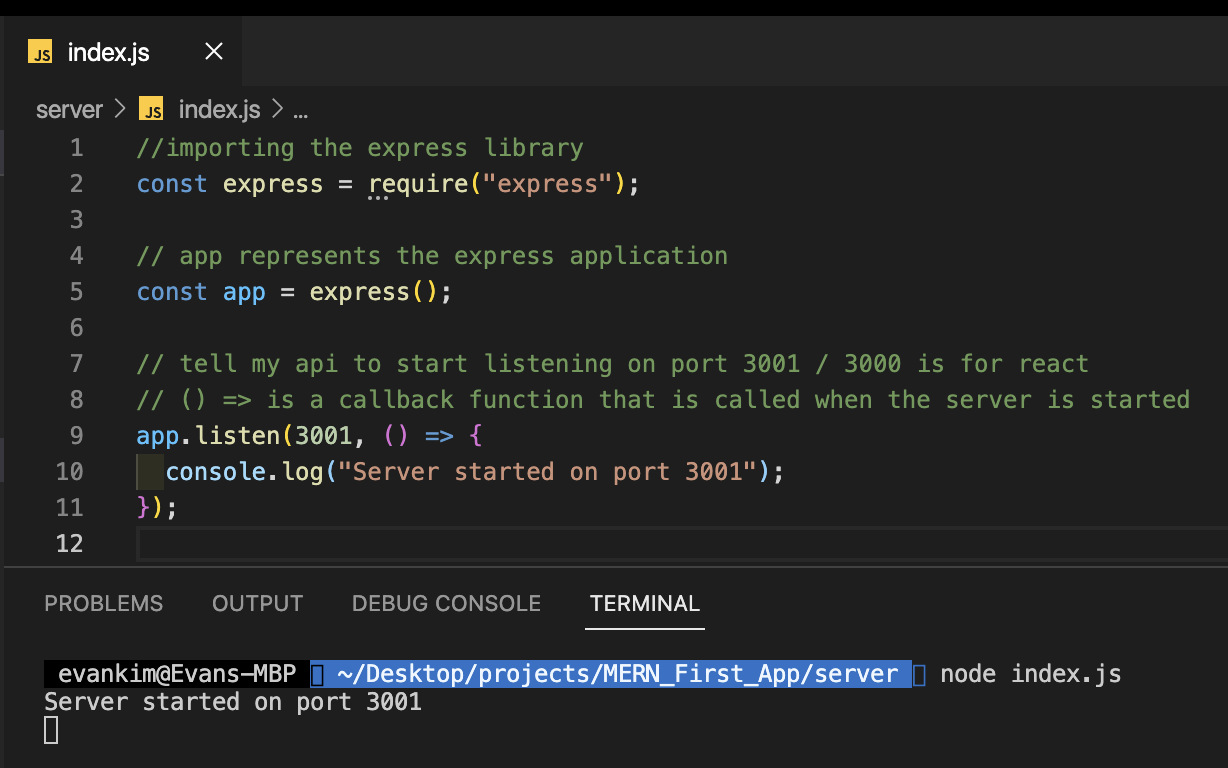 JS index.js
server > JS index.js > ...
1 //importing the express library
2 const express = require("express");
3
4 // app represents the express application
5 const app = express();
6
7 // tell my api to start listening on port 3001 / 3000 is for react
8 // () => is a callback function that is called when the server is started
9 app.listen(3001, () => {
10   console.log("Server started on port 3001");
11 });
12
PROBLEMS OUTPUT DEBUG CONSOLE TERMINAL
evankim@Evans-MBP ~/Desktop/projects/MERN_First_App/server node index.js
Server started on port 3001